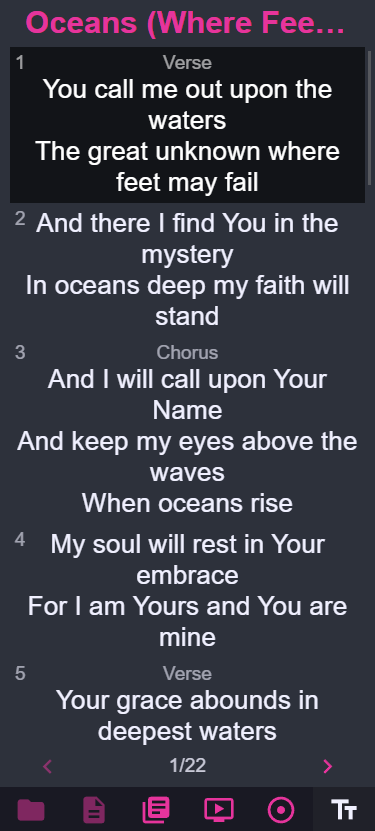 Oceans (Where Fee…
1 Verse
You call me out upon the
waters
The great unknown where
feet may fail
2 And there I find You in the
mystery
In oceans deep my faith will
stand
3 Chorus
And I will call upon Your
Name
And keep my eyes above the
waves
When oceans rise
4 My soul will rest in Your
embrace
For I am Yours and You are
mine
5 Verse
Your grace abounds in
deepest waters
1/22
TT